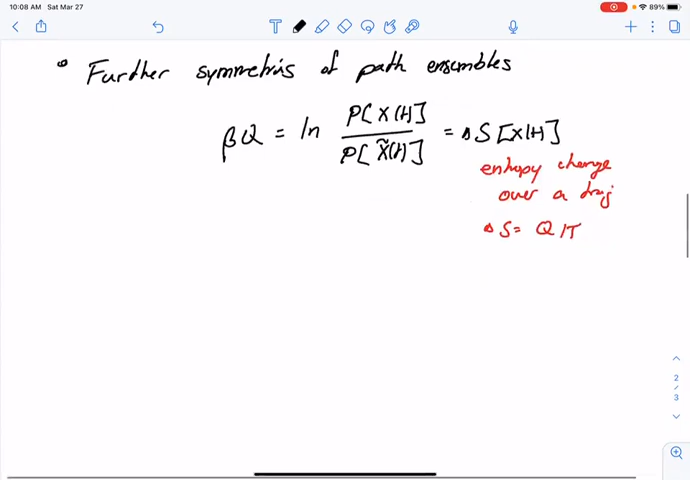 10:08 AM Sat Mar 27
89%
Further symmetris of path ensembles
βQ = ln P[X(t)] / P[X̃(t)] = ΔS[X(t)]
entropy change
over a traj
ΔS = Q/T
2
/
3